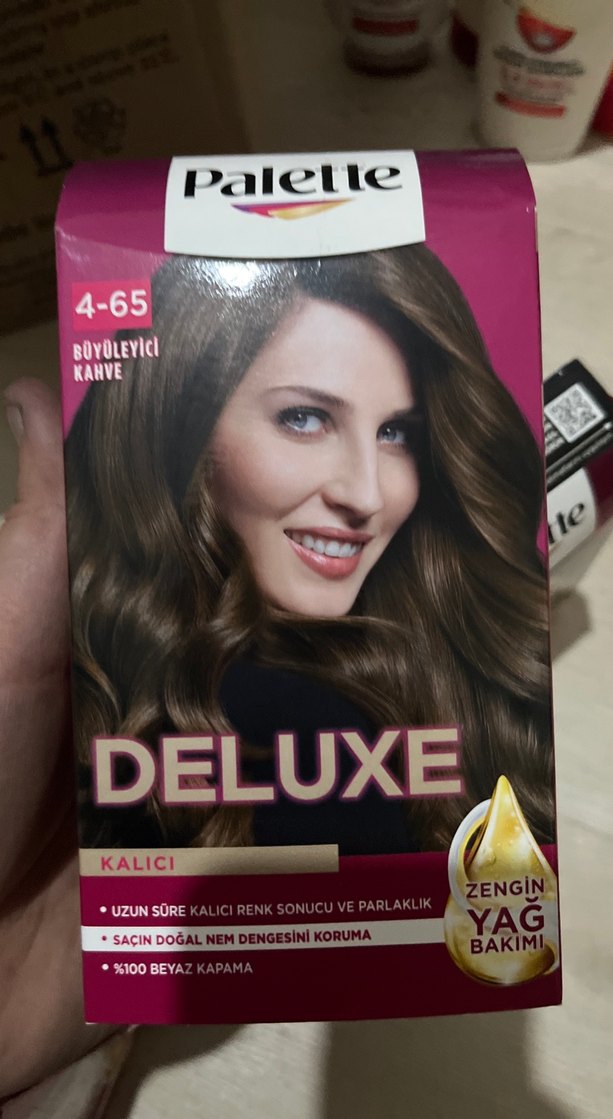 Palette
4-65
BÜYÜLEYİCİ
KAHVE
DELUXE
KALICI
• UZUN SÜRE KALICI RENK SONUCU VE PARLAKLIK
• SAÇIN DOĞAL NEM DENGESİNİ KORUMA
• %100 BEYAZ KAPAMA
ZENGİN
YAĞ
BAKIMI
tte